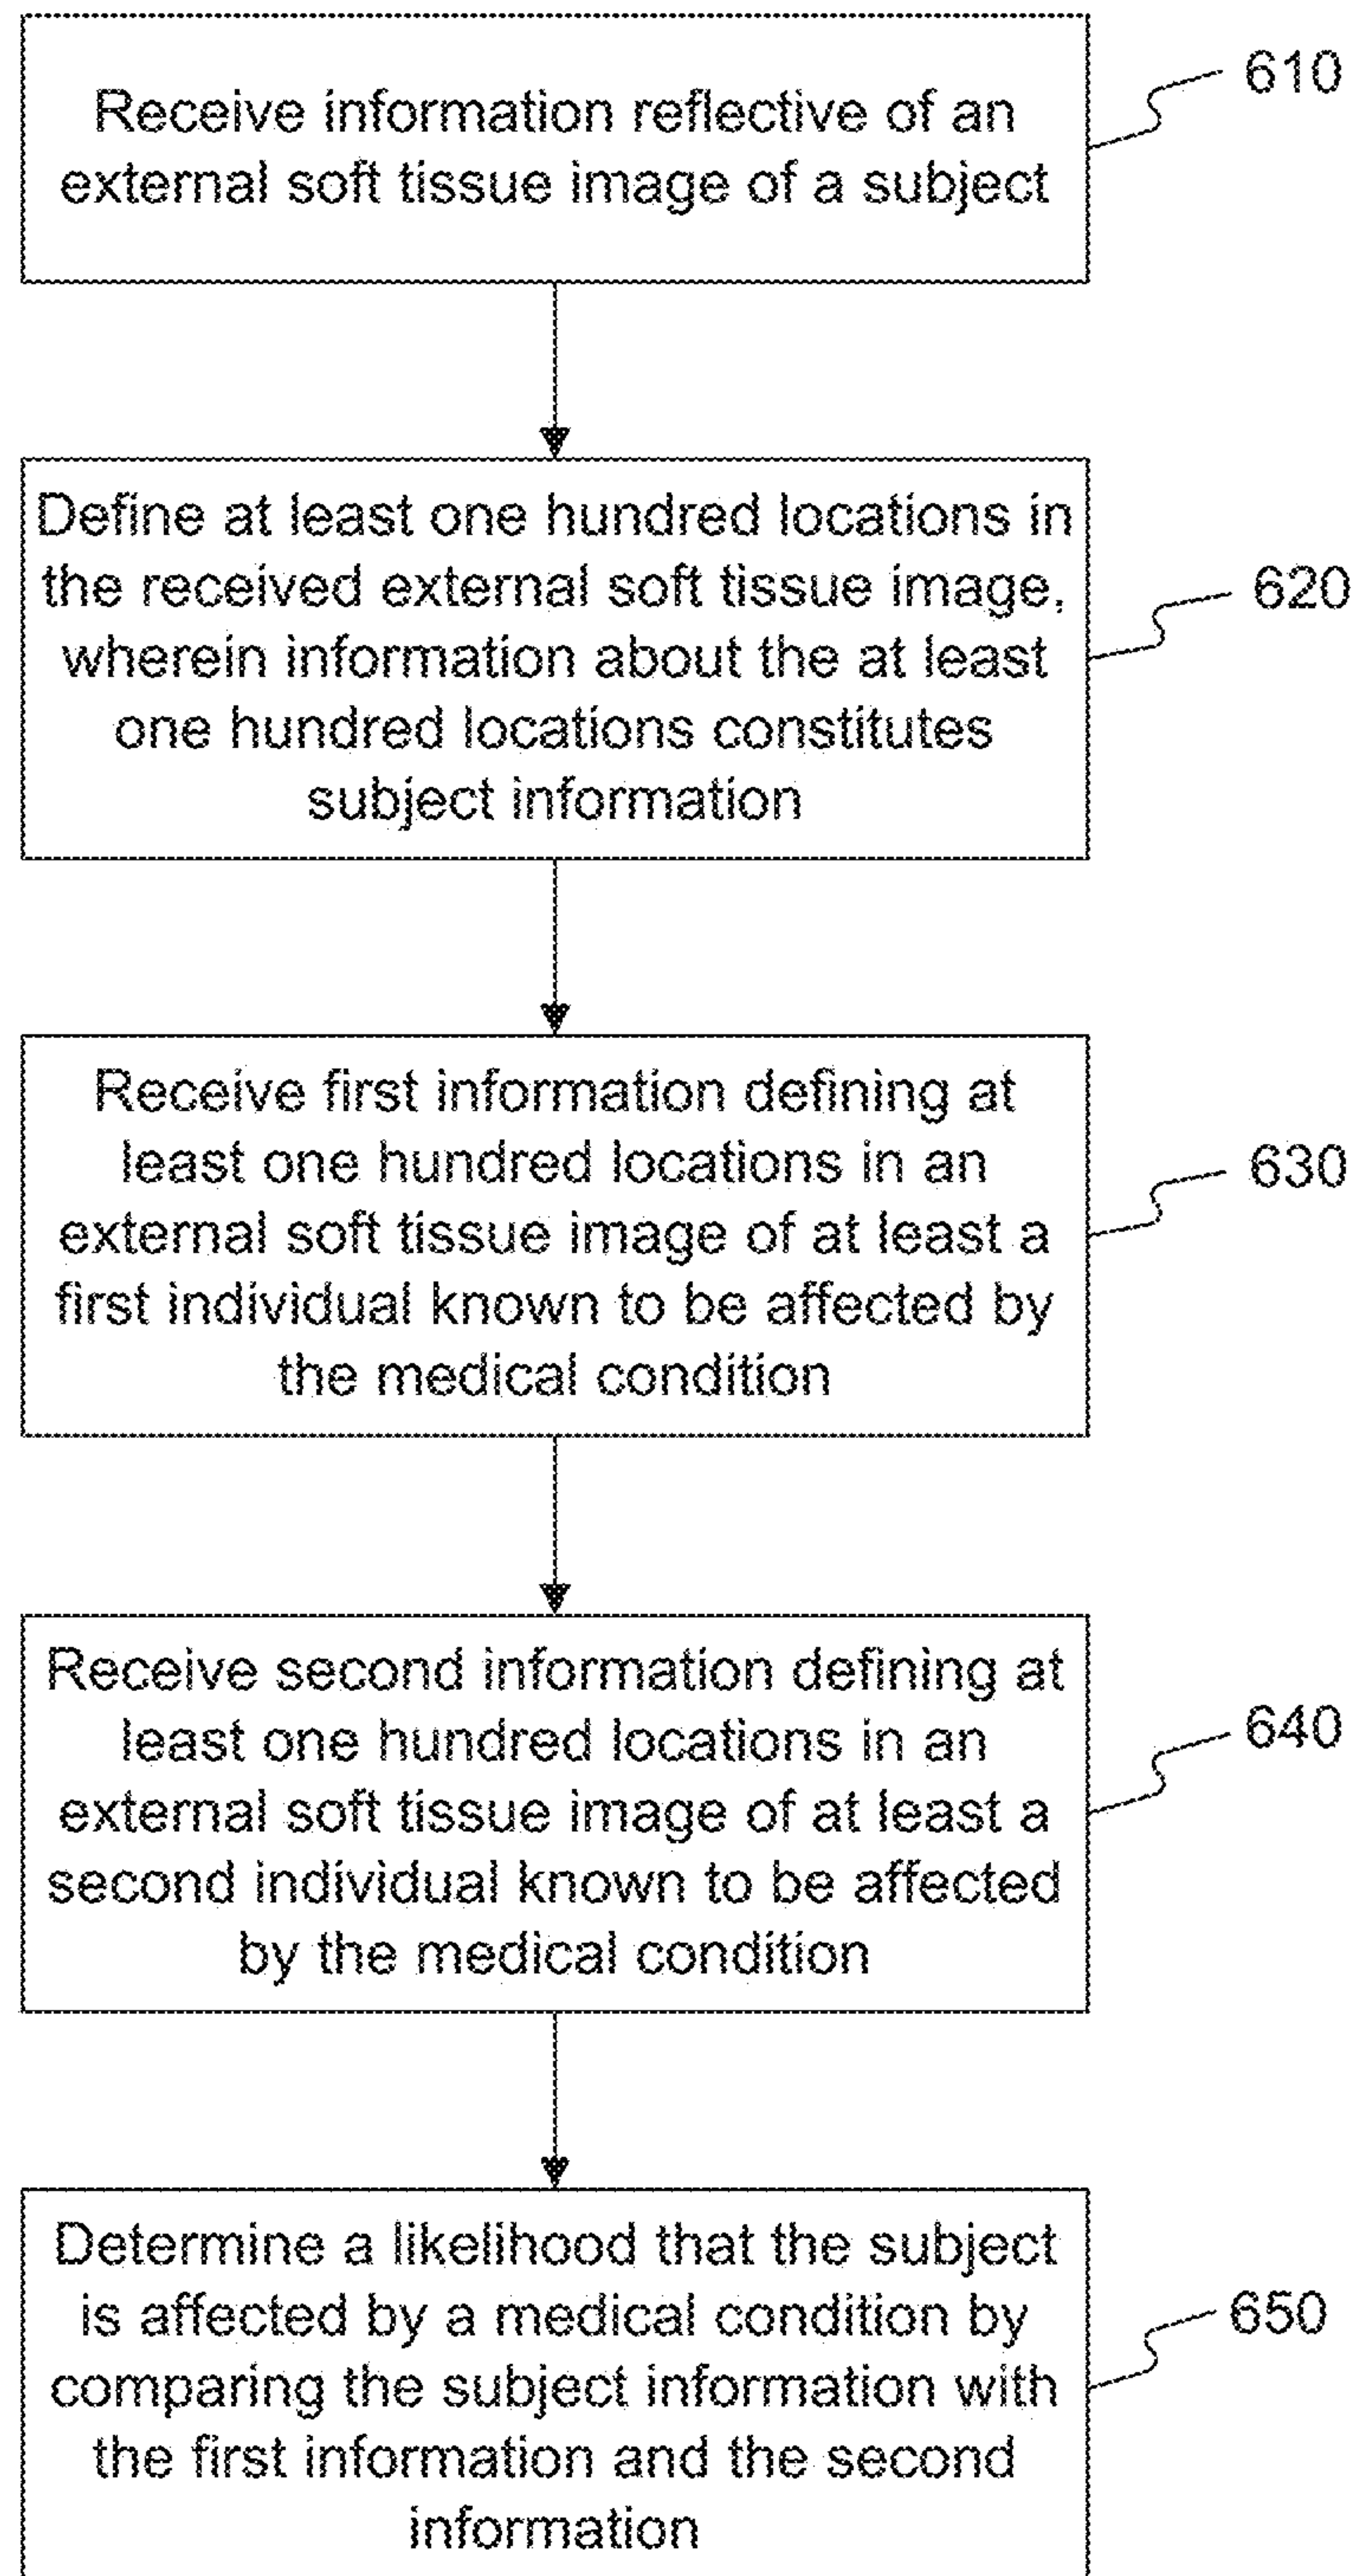 Receive information reflective of an
external soft tissue image of a subject
610
Define at least one hundred locations in
the received external soft tissue image,
wherein information about the at least
one hundred locations constitutes
subject information
620
Receive first information defining at
least one hundred locations in an
external soft tissue image of at least a
first individual known to be affected by
the medical condition
630
Receive second information defining at
least one hundred locations in an
external soft tissue image of at least a
second individual known to be affected
by the medical condition
640
Determine a likelihood that the subject
is affected by a medical condition by
comparing the subject information with
the first information and the second
information
650